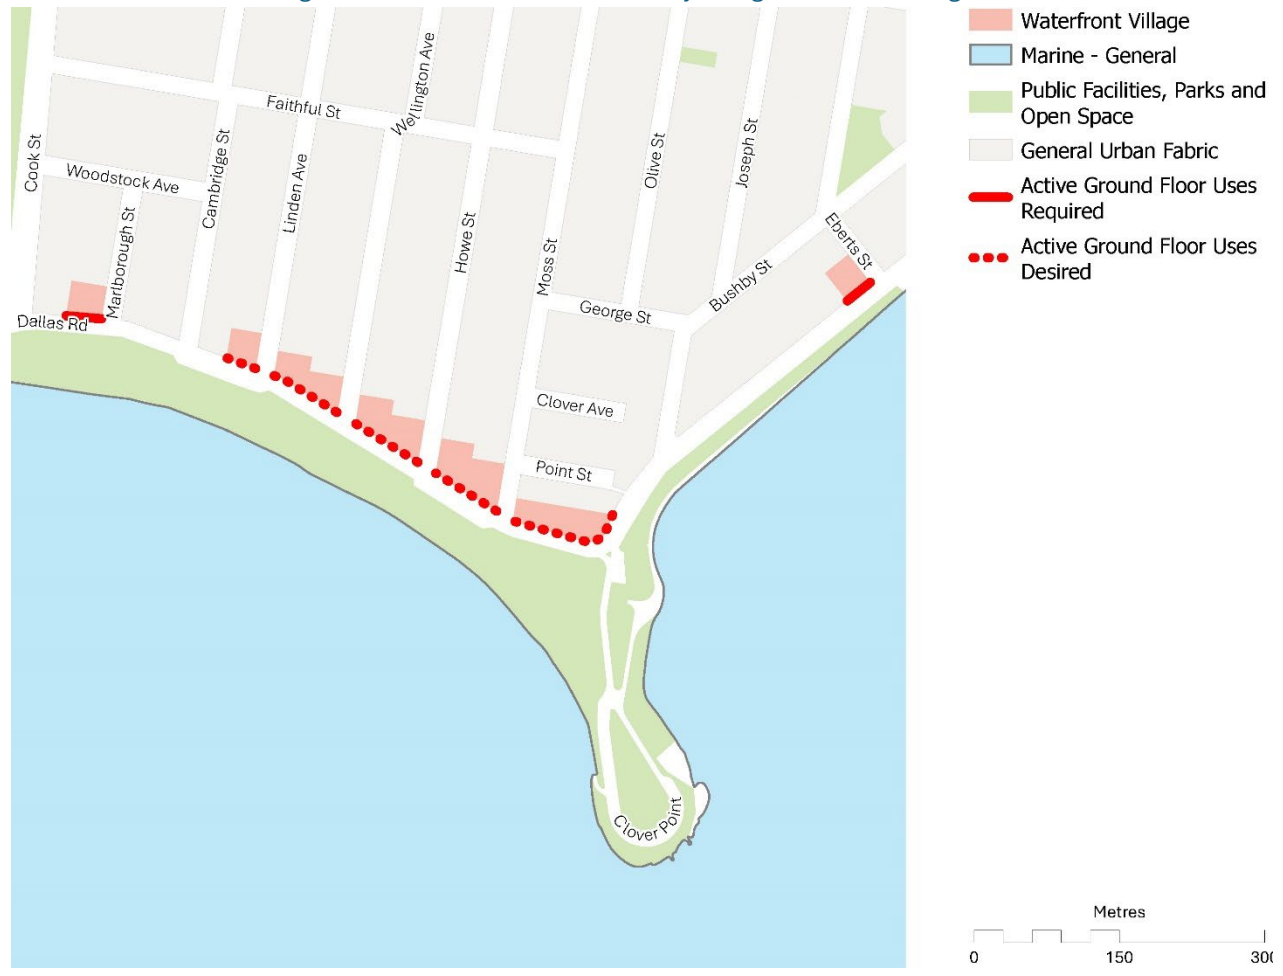 Waterfront Village
Marine - General
Public Facilities, Parks and
Open Space
General Urban Fabric
Active Ground Floor Uses
Required
Active Ground Floor Uses
Desired
Faithful St
Wellington Ave
Cook St
Woodstock Ave
Cambridge St
Linden Ave
Olive St
Joseph St
Marlborough St
Howe St
Moss St
Eberts St
Bushby St
George St
Dallas Rd
Clover Ave
Point St
Clover Point
Metres
0
150